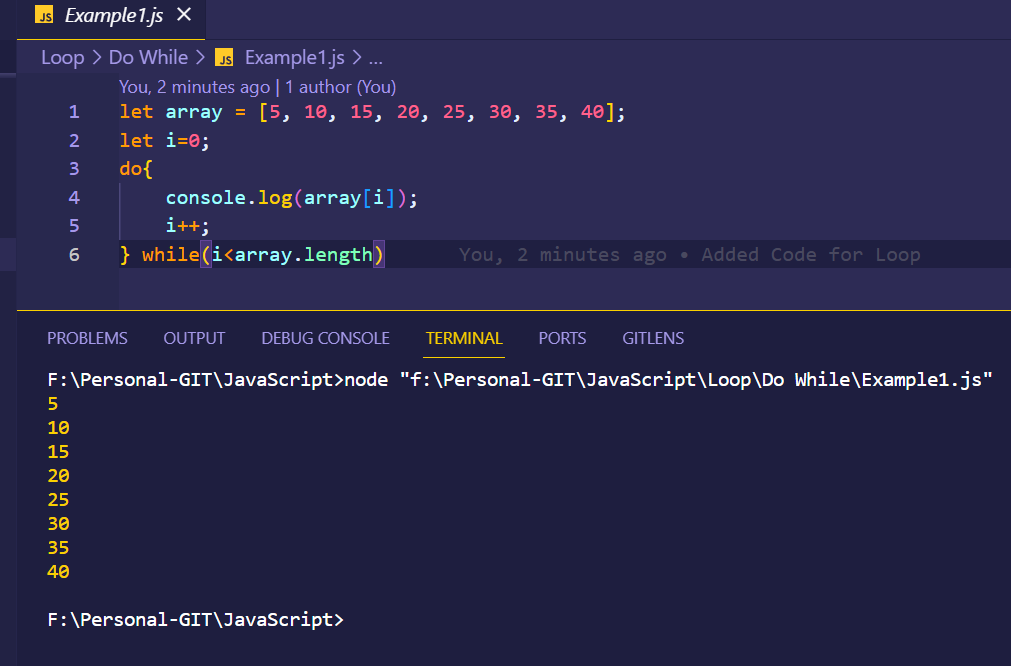 JS Example1.js ×
Loop > Do While > JS Example1.js > ...
You, 2 minutes ago | 1 author (You)
1 let array = [5, 10, 15, 20, 25, 30, 35, 40];
2 let i=0;
3 do{
4     console.log(array[i]);
5     i++;
6 } while(i<array.length) You, 2 minutes ago • Added Code for Loop
PROBLEMS OUTPUT DEBUG CONSOLE TERMINAL PORTS GITLENS
F:\Personal-GIT\JavaScript>node "f:\Personal-GIT\JavaScript\Loop\Do While\Example1.js"
5
10
15
20
25
30
35
40
F:\Personal-GIT\JavaScript>